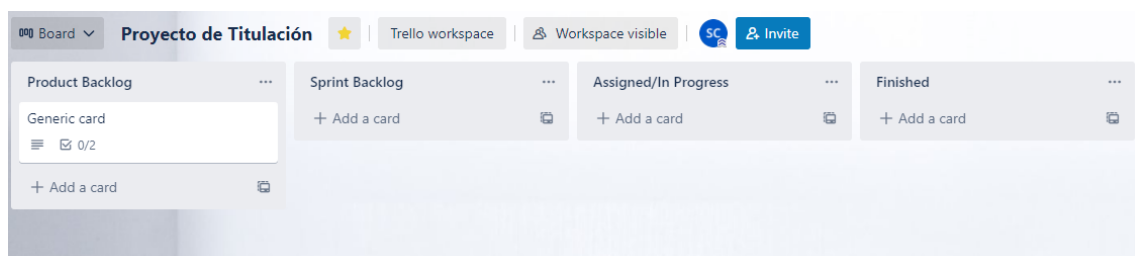 Board
Proyecto de Titulación
Trello workspace
Workspace visible
SC
Invite
Product Backlog
Generic card
0/2
+ Add a card
Sprint Backlog
+ Add a card
Assigned/In Progress
+ Add a card
Finished
+ Add a card